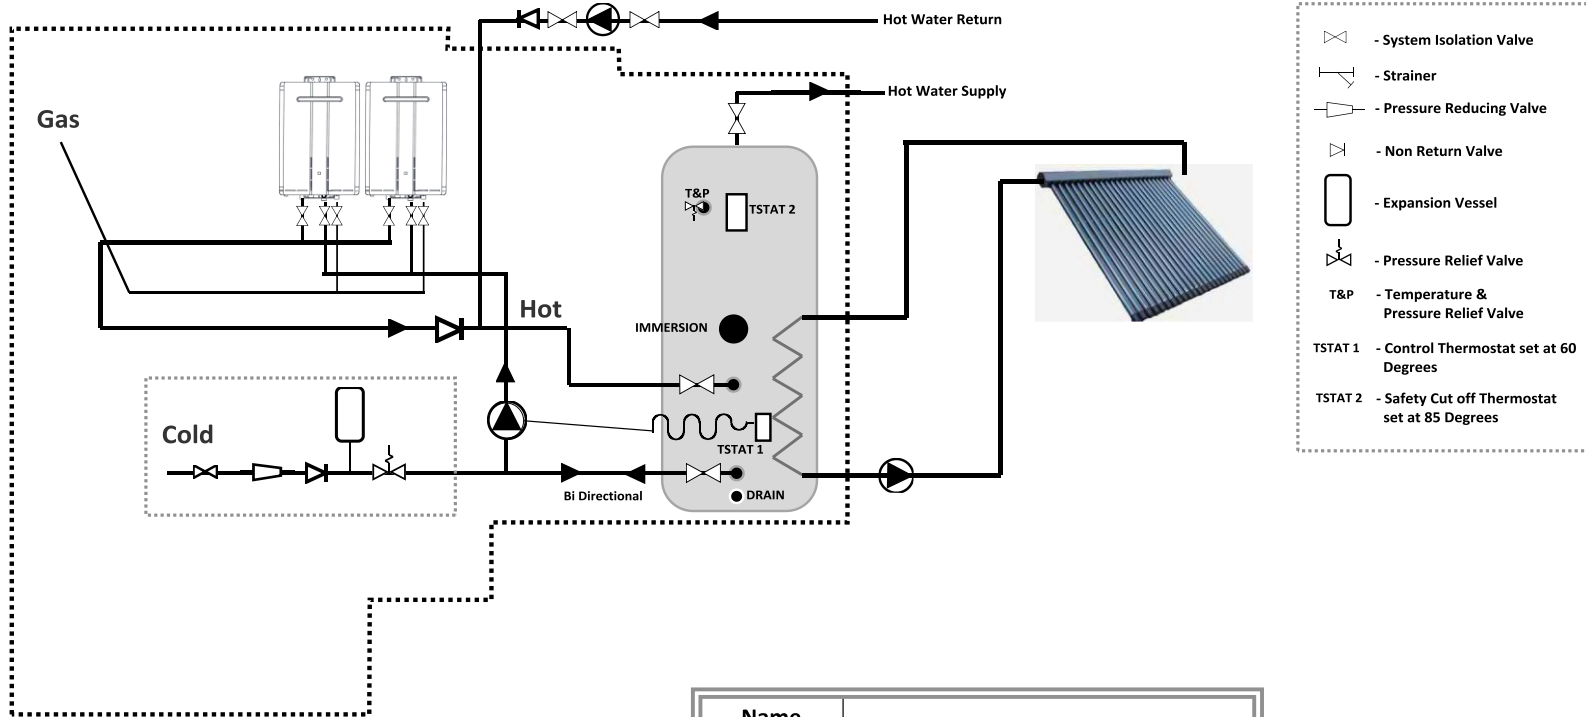 Hot Water Return
Hot Water Supply
Gas
T&P
TSTAT 2
Hot
IMMERSION
Cold
TSTAT 1
Bi Directional
DRAIN
- System Isolation Valve
- Strainer
- Pressure Reducing Valve
- Non Return Valve
- Expansion Vessel
- Pressure Relief Valve
T&P - Temperature &
Pressure Relief Valve
TSTAT 1 - Control Thermostat set at 60
Degrees
TSTAT 2 - Safety Cut off Thermostat
set at 85 Degrees
Name